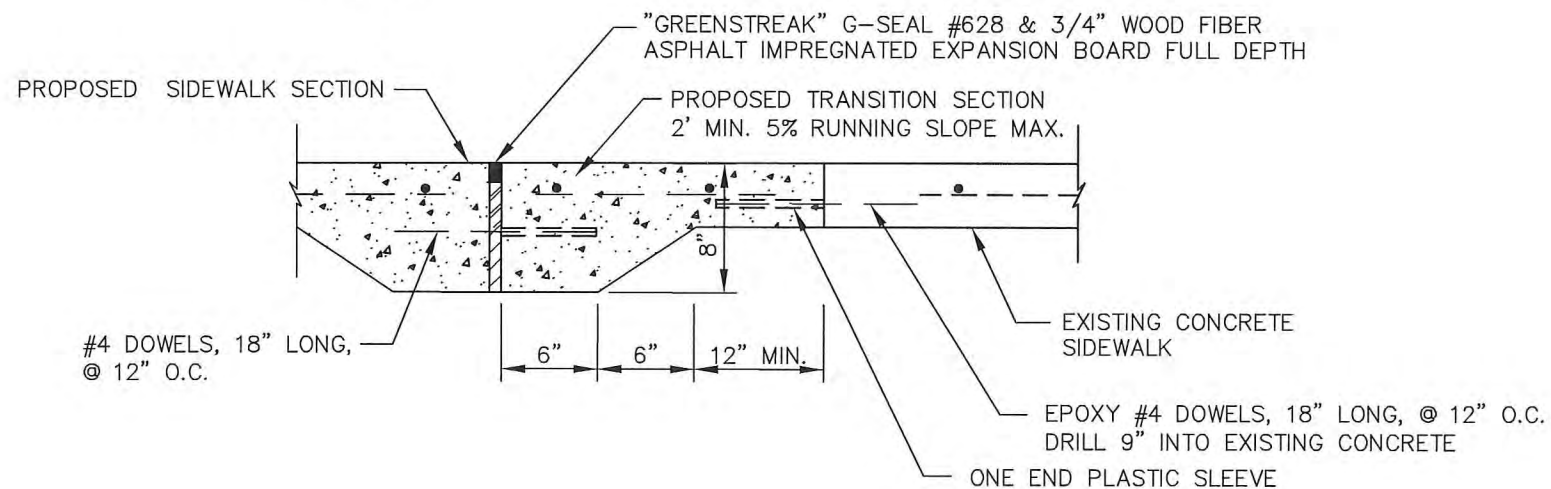 "GREENSTREAK" G-SEAL #628 & 3/4" WOOD FIBER
ASPHALT IMPREGNATED EXPANSION BOARD FULL DEPTH
PROPOSED SIDEWALK SECTION
PROPOSED TRANSITION SECTION
2' MIN. 5% RUNNING SLOPE MAX.
8"
#4 DOWELS, 18" LONG,
@ 12" O.C.
6"
6"
12" MIN.
EXISTING CONCRETE
SIDEWALK
EPOXY #4 DOWELS, 18" LONG, @ 12" O.C.
DRILL 9" INTO EXISTING CONCRETE
ONE END PLASTIC SLEEVE